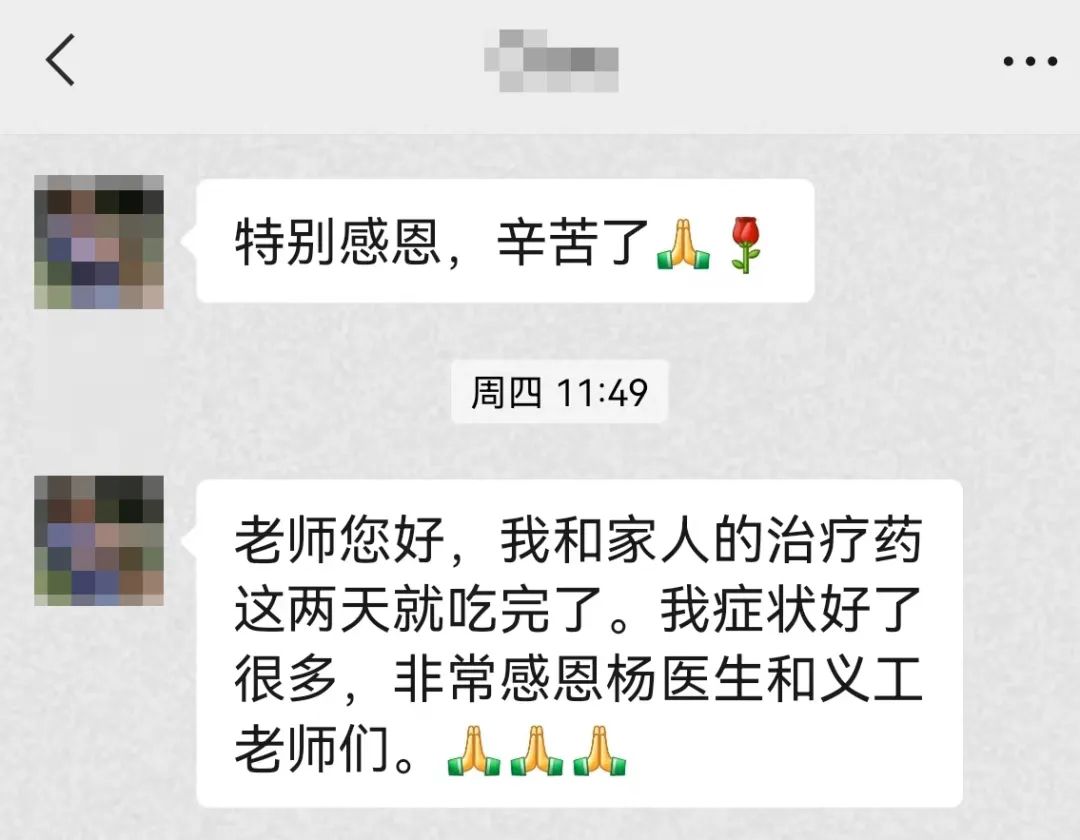 特别感恩，辛苦了🙏🌹
周四 11:49
老师您好，我和家人的治疗药
这两天就吃完了。我症状好了
很多，非常感恩杨医生和义工
老师们。🙏🙏🙏